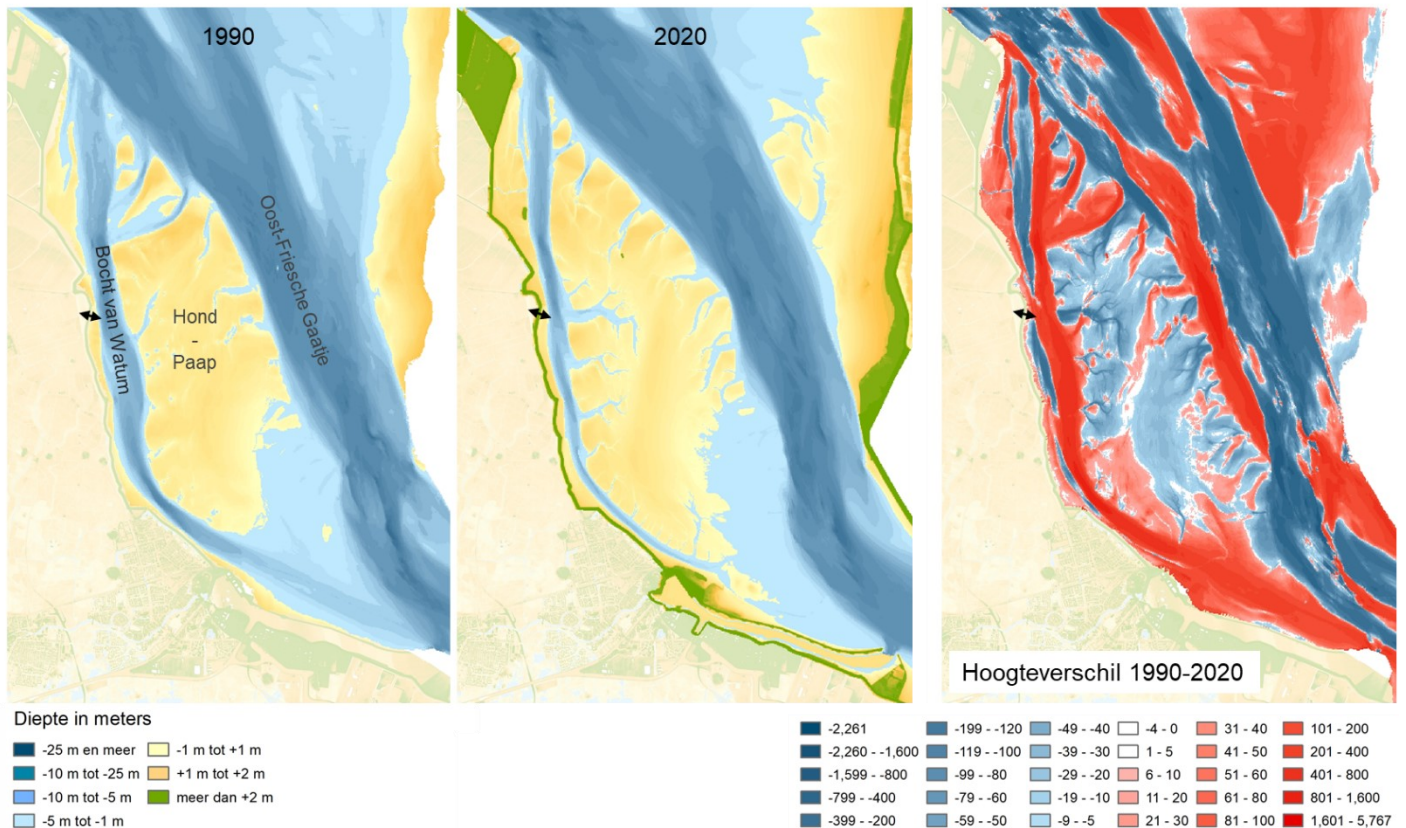 1990
2020
Bocht van Watum
Hond
-
Paap
Oost-Friesche Gaatje
Hoogteverschil 1990-2020
Diepte in meters
-25 m en meer
-10 m tot -25 m
-10 m tot -5 m
-5 m tot -1 m
-1 m tot +1 m
+1 m tot +2 m
meer dan +2 m
-2,261
-2,260 - -1,600
-1,599 - -800
-799 - -400
-399 - -200
-199 - -120
-119 - -100
-99 - -80
-79 - -60
-59 - -50
-49 - -40
-39 - -30
-29 - -20
-19 - -10
-9 - -5
-4 - 0
1 - 5
6 - 10
11 - 20
21 - 30
31 - 40
41 - 50
51 - 60
61 - 80
81 - 100
101 - 200
201 - 400
401 - 800
801 - 1,600
1,601 - 5,767